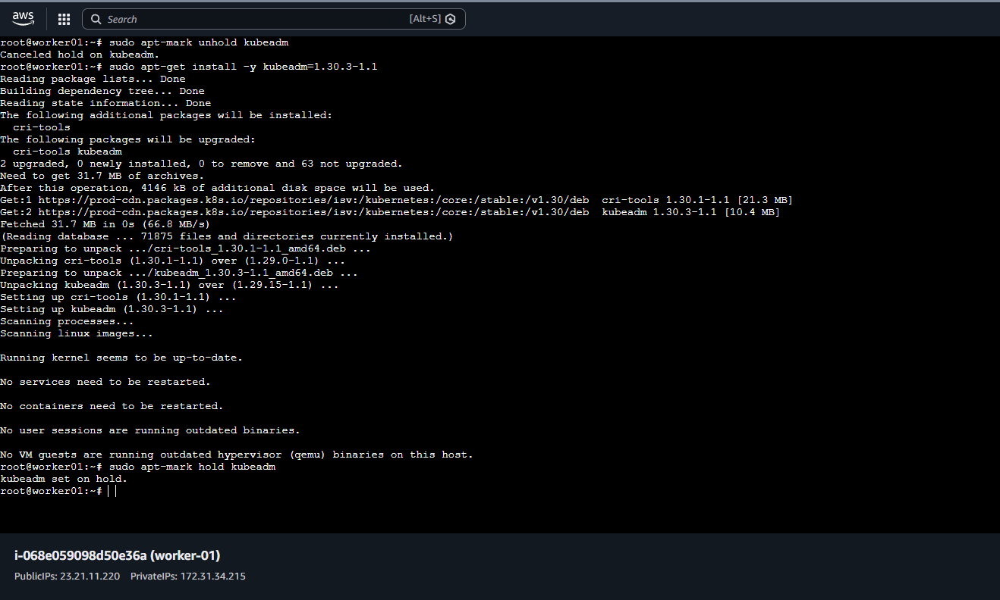 aws
Search [Alt+S]
root@worker01:~# sudo apt-mark unhold kubeadm
Canceled hold on kubeadm.
root@worker01:~# sudo apt-get install -y kubeadm=1.30.3-1.1
Reading package lists... Done
Building dependency tree... Done
Reading state information... Done
The following additional packages will be installed:
  cri-tools
The following packages will be upgraded:
  cri-tools kubeadm
2 upgraded, 0 newly installed, 0 to remove and 63 not upgraded.
Need to get 31.7 MB of archives.
After this operation, 4146 kB of additional disk space will be used.
Get:1 https://prod-cdn.packages.k8s.io/repositories/isv:/kubernetes:/core:/stable:/v1.30/deb  cri-tools 1.30.1-1.1 [21.3 MB]
Get:2 https://prod-cdn.packages.k8s.io/repositories/isv:/kubernetes:/core:/stable:/v1.30/deb  kubeadm 1.30.3-1.1 [10.4 MB]
Fetched 31.7 MB in 0s (66.8 MB/s)
(Reading database ... 71875 files and directories currently installed.)
Preparing to unpack .../cri-tools_1.30.1-1.1_amd64.deb ...
Unpacking cri-tools (1.30.1-1.1) over (1.29.0-1.1) ...
Preparing to unpack .../kubeadm_1.30.3-1.1_amd64.deb ...
Unpacking kubeadm (1.30.3-1.1) over (1.29.15-1.1) ...
Setting up cri-tools (1.30.1-1.1) ...
Setting up kubeadm (1.30.3-1.1) ...
Scanning processes...
Scanning linux images...
Running kernel seems to be up-to-date.
No services need to be restarted.
No containers need to be restarted.
No user sessions are running outdated binaries.
No VM guests are running outdated hypervisor (qemu) binaries on this host.
root@worker01:~# sudo apt-mark hold kubeadm
kubeadm set on hold.
root@worker01:~#
i-068e059098d50e36a (worker-01)
PublicIPs: 23.21.11.220 PrivateIPs: 172.31.34.215